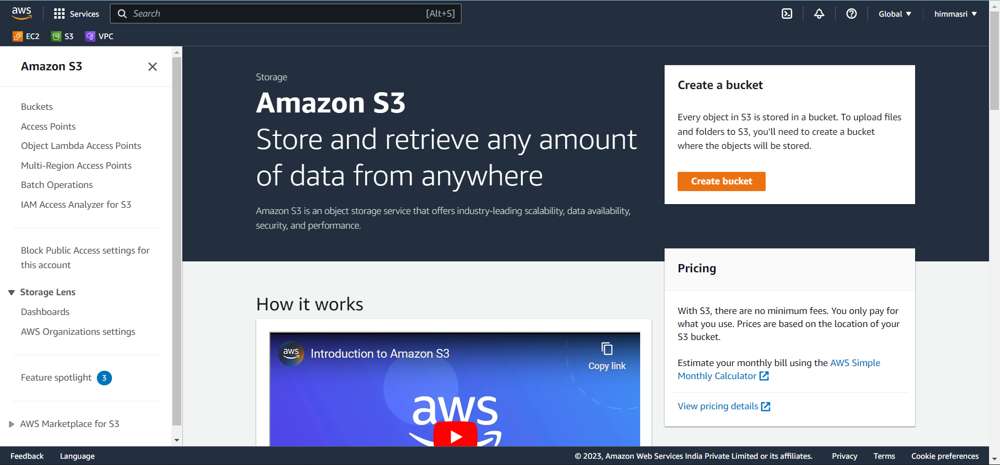 aws
Services
Search [Alt+S]
Global
himmasri
EC2
S3
VPC
Amazon S3
Buckets
Access Points
Object Lambda Access Points
Multi-Region Access Points
Batch Operations
IAM Access Analyzer for S3
Block Public Access settings for
this account
Storage Lens
Dashboards
AWS Organizations settings
Feature spotlight 3
AWS Marketplace for S3
Storage
Amazon S3
Store and retrieve any amount
of data from anywhere
Amazon S3 is an object storage service that offers industry-leading scalability, data availability,
security, and performance.
Create a bucket
Every object in S3 is stored in a bucket. To upload files
and folders to S3, you’ll need to create a bucket
where the objects will be stored.
Create bucket
How it works
aws
Introduction to Amazon S3
Copy link
aws
Pricing
With S3, there are no minimum fees. You only pay for
what you use. Prices are based on the location of your
S3 bucket.
Estimate your monthly bill using the AWS Simple
Monthly Calculator
View pricing details
Feedback
Language
© 2023, Amazon Web Services India Private Limited or its affiliates.
Privacy
Terms
Cookie preferences